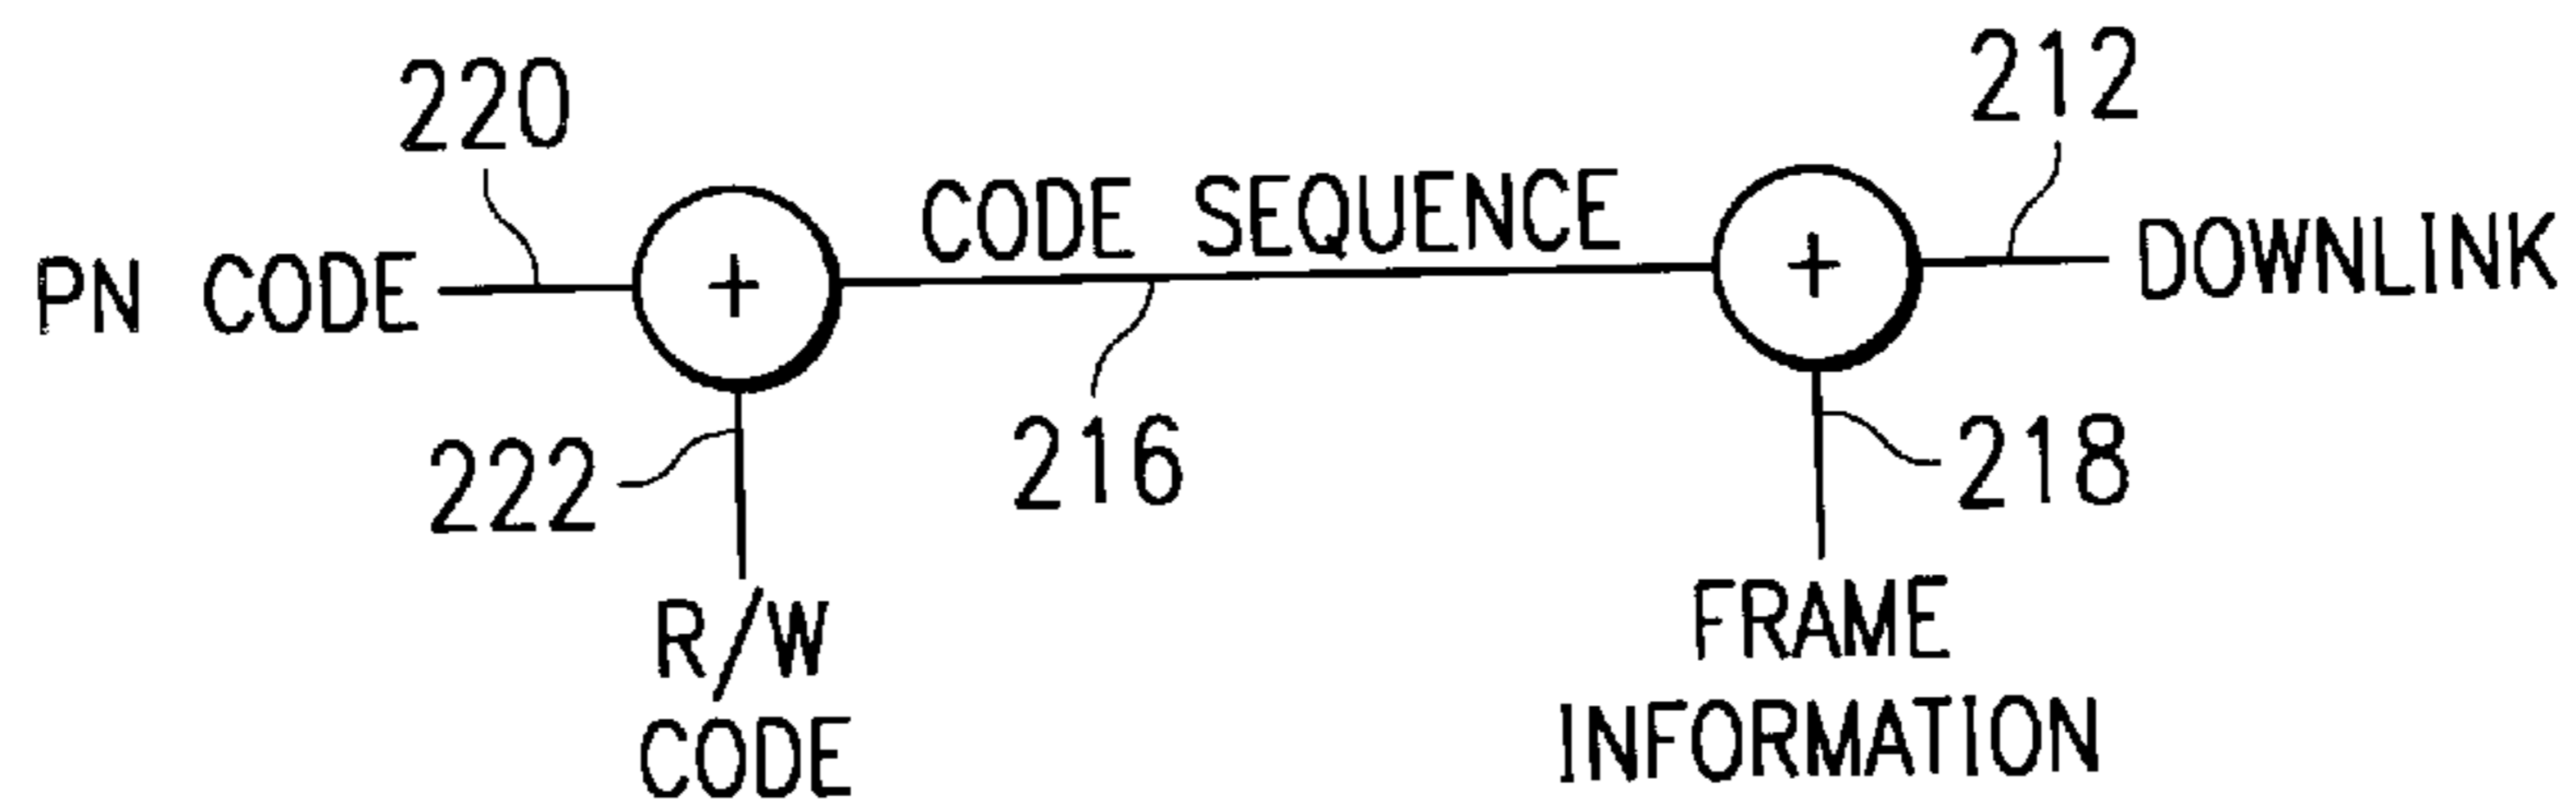 220
212
PN CODE
+
CODE SEQUENCE
+
DOWNLINK
222
216
218
R/W
CODE
FRAME
INFORMATION